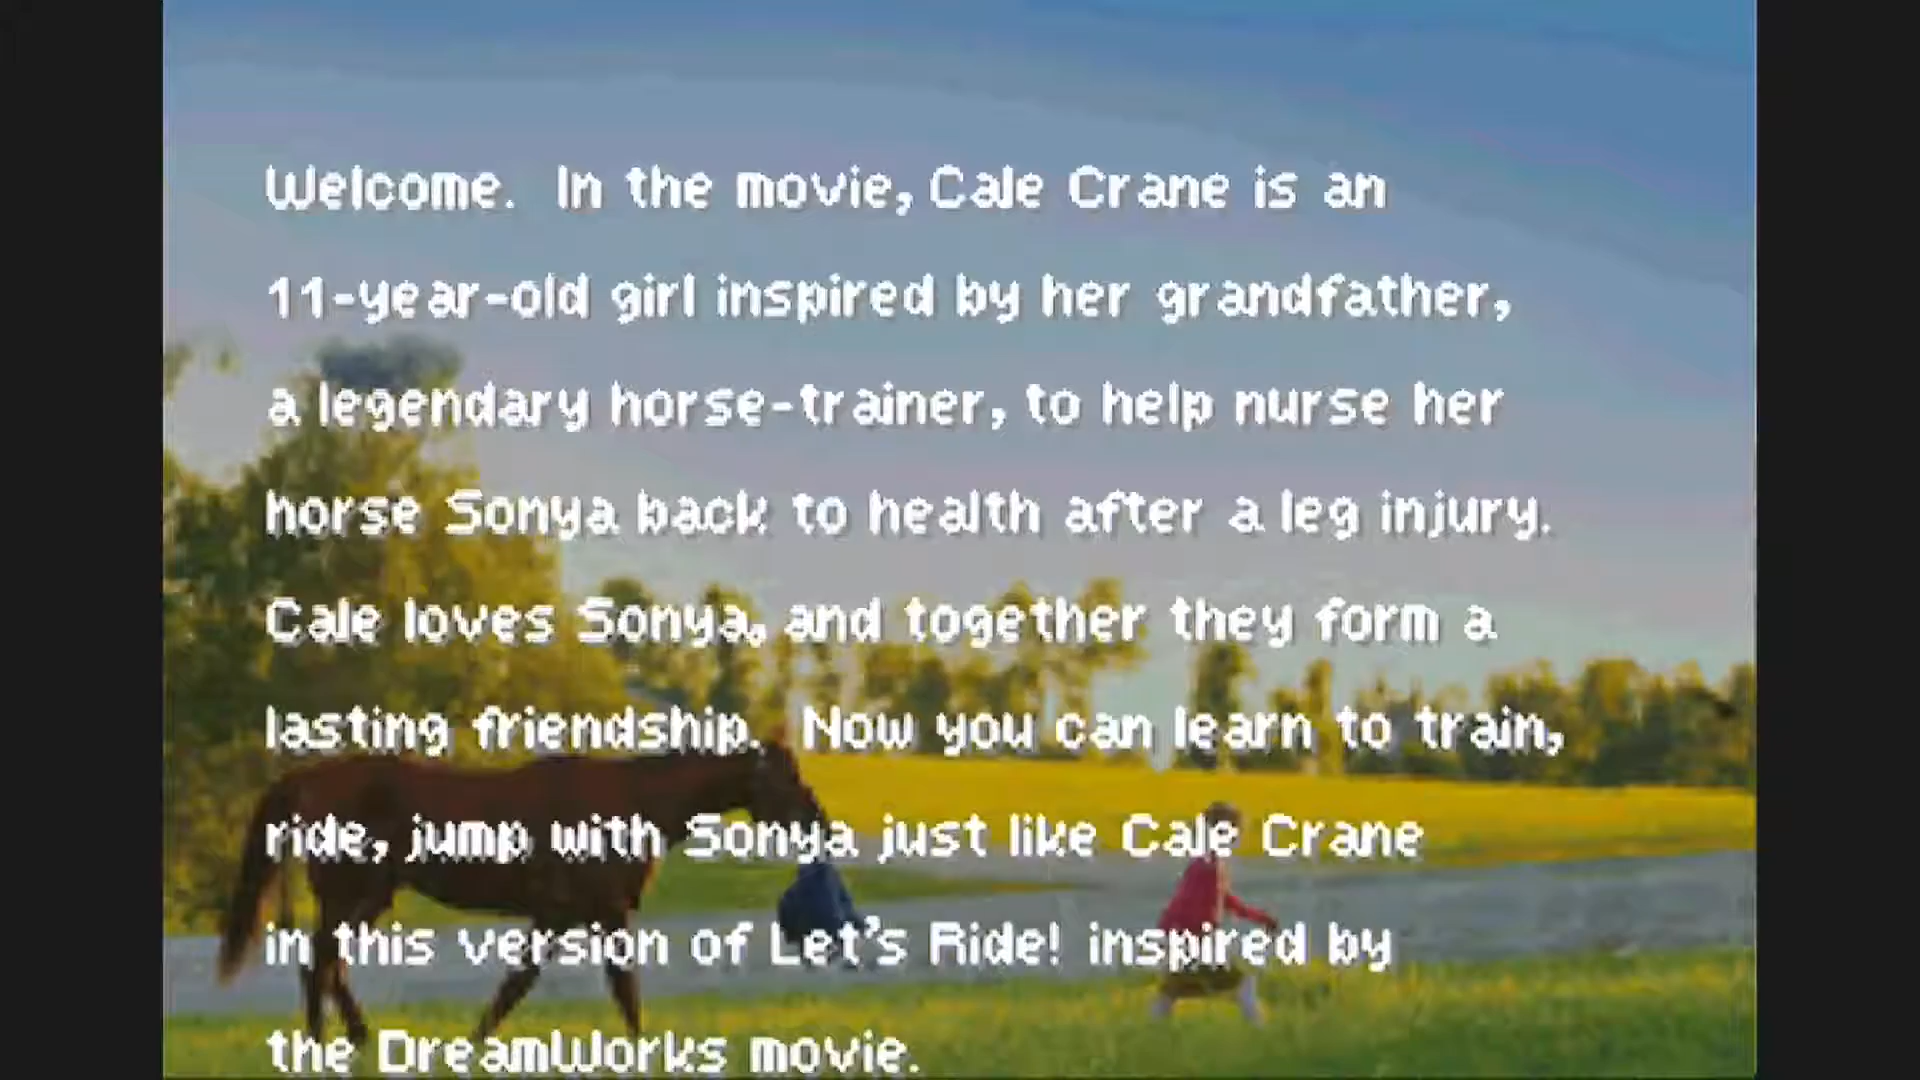 Welcome. In the movie, Cale Crane is an
11-year-old girl inspired by her grandfather,
a legendary horse-trainer, to help nurse her
horse Sonya back to health after a leg injury.
Cale loves Sonya, and together they form a
lasting friendship. Now you can learn to train,
ride, jump with Sonya just like Cale Crane
in this version of Let's Ride! inspired by
the DreamWorks movie.